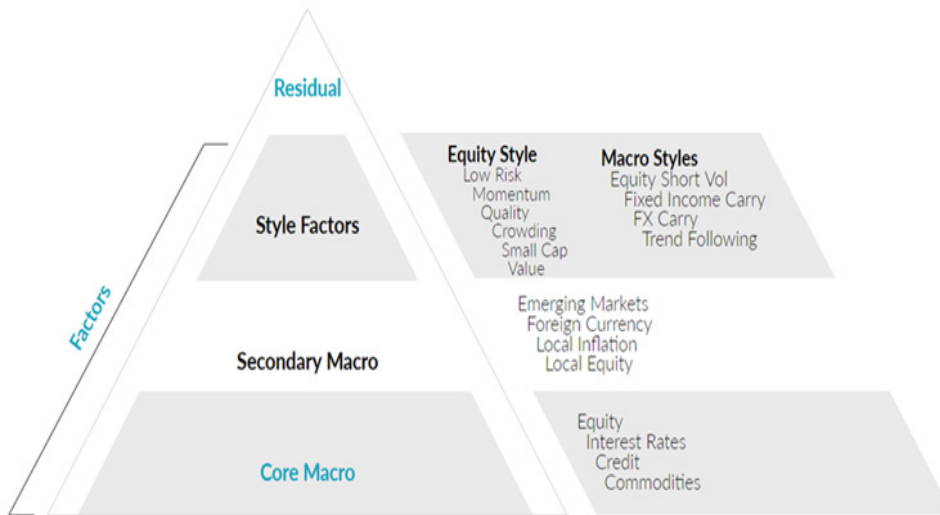 Residual
Factors
Style Factors
Equity Style
Low Risk
Momentum
Quality
Crowding
Small Cap
Value
Macro Styles
Equity Short Vol
Fixed Income Carry
FX Carry
Trend Following
Secondary Macro
Emerging Markets
Foreign Currency
Local Inflation
Local Equity
Core Macro
Equity
Interest Rates
Credit
Commodities